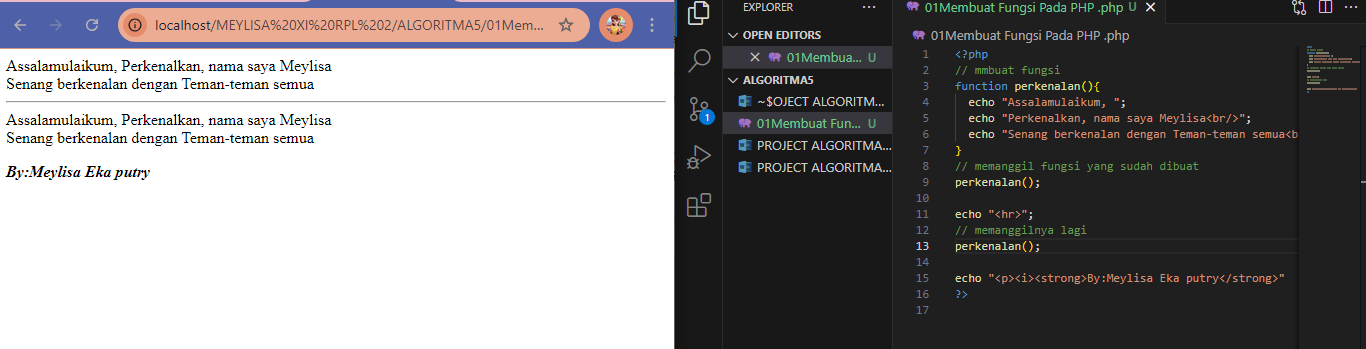 localhost/MEYLISA%20XI%20RPL%202/ALGORITMA5/01Mem...
Assalamulaikum, Perkenalkan, nama saya Meylisa
Senang berkenalan dengan Teman-teman semua
Assalamulaikum, Perkenalkan, nama saya Meylisa
Senang berkenalan dengan Teman-teman semua
By:Meylisa Eka putry
1
EXPLORER
OPEN EDITORS
01Membua... U
ALGORITMA5
~$OJECT ALGORITM...
01Membuat Fun... U
PROJECT ALGORITMA...
PROJECT ALGORITMA...
01Membuat Fungsi Pada PHP .php U
01Membuat Fungsi Pada PHP .php
1 <?php
2 // mmbuat fungsi
3 function perkenalan(){
4 echo "Assalamulaikum, ";
5 echo "Perkenalkan, nama saya Meylisa<br/>";
6 echo "Senang berkenalan dengan Teman-teman semua<b
7 }
8 // memanggil fungsi yang sudah dibuat
9 perkenalan();
10
11 echo "<hr>";
12 // memanggilnya lagi
13 perkenalan();
14
15 echo "<p><i><strong>By:Meylisa Eka putry</strong>"
16 ?>
17